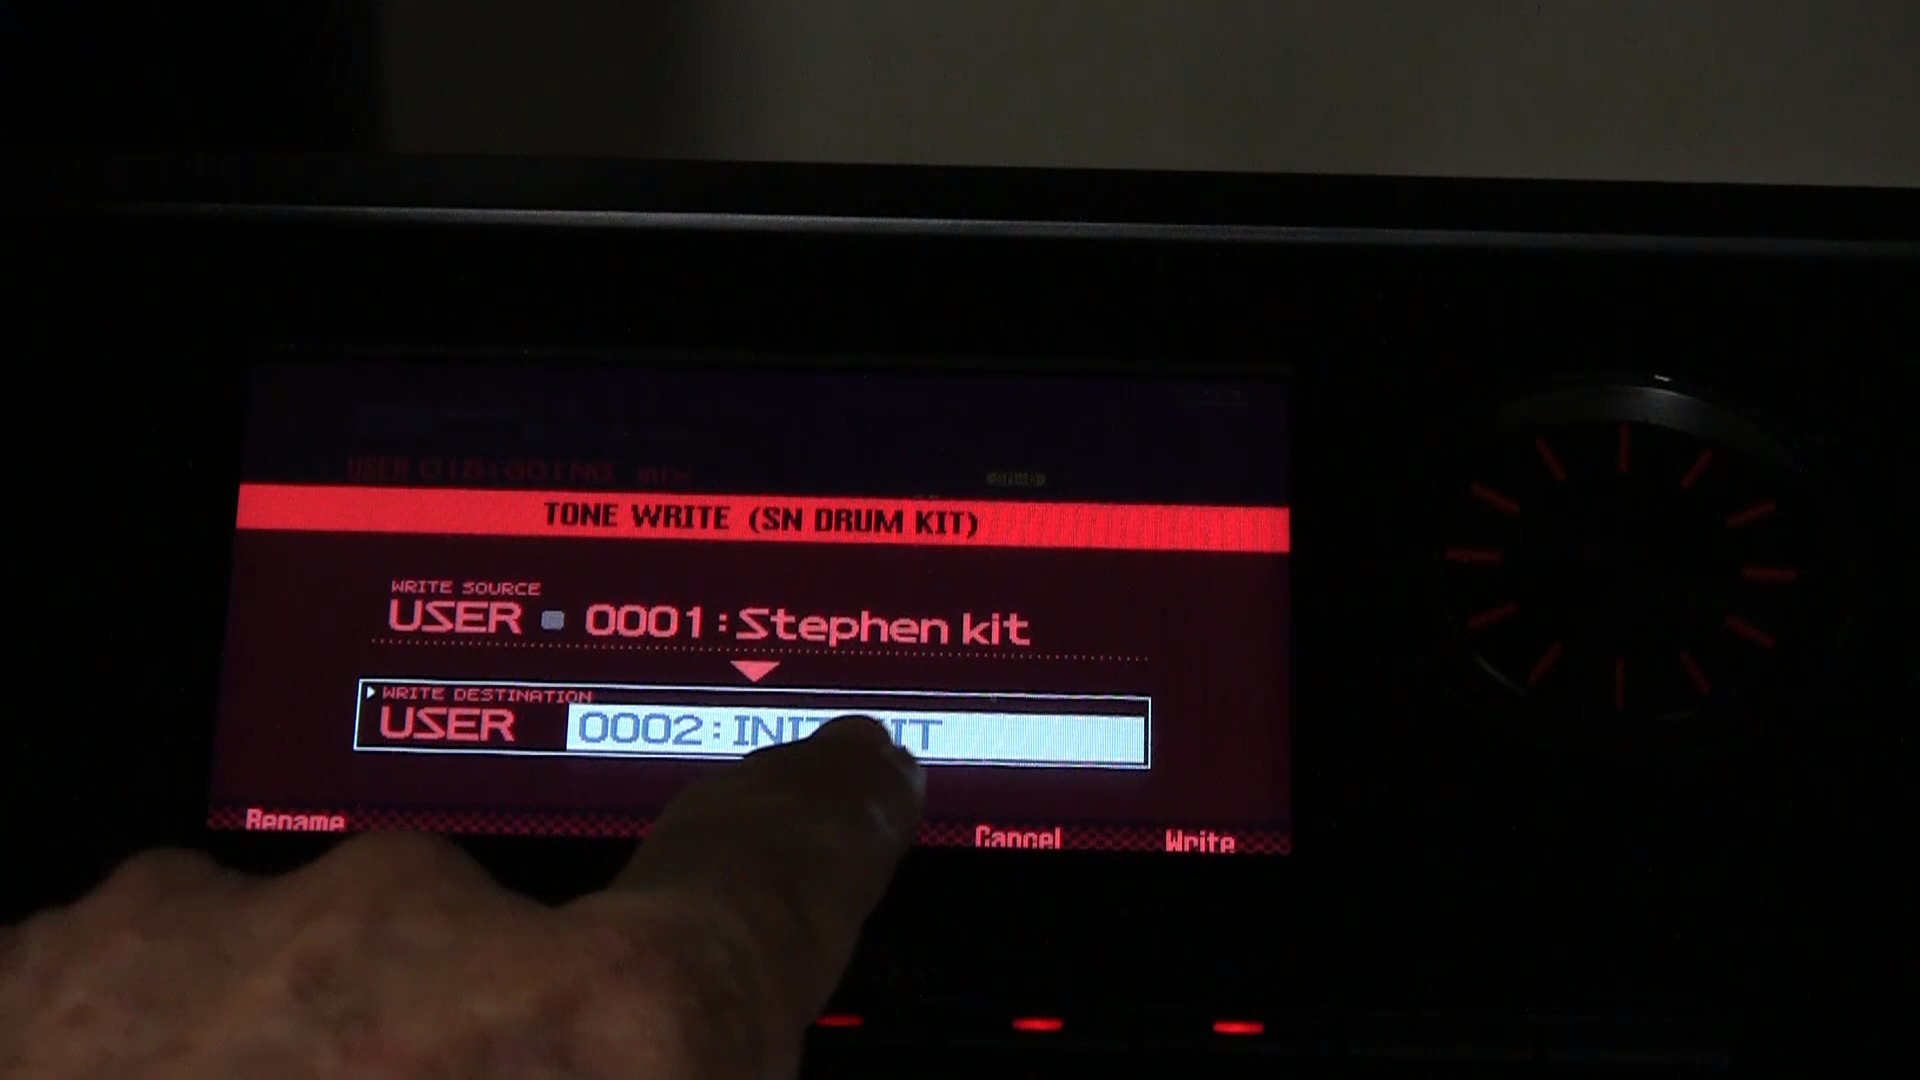 TONE WRITE (SN DRUM KIT)
WRITE SOURCE
USER 0001:Stephen kit
WRITE DESTINATION
USER 0002:INIT KIT
Rename Cancel Write